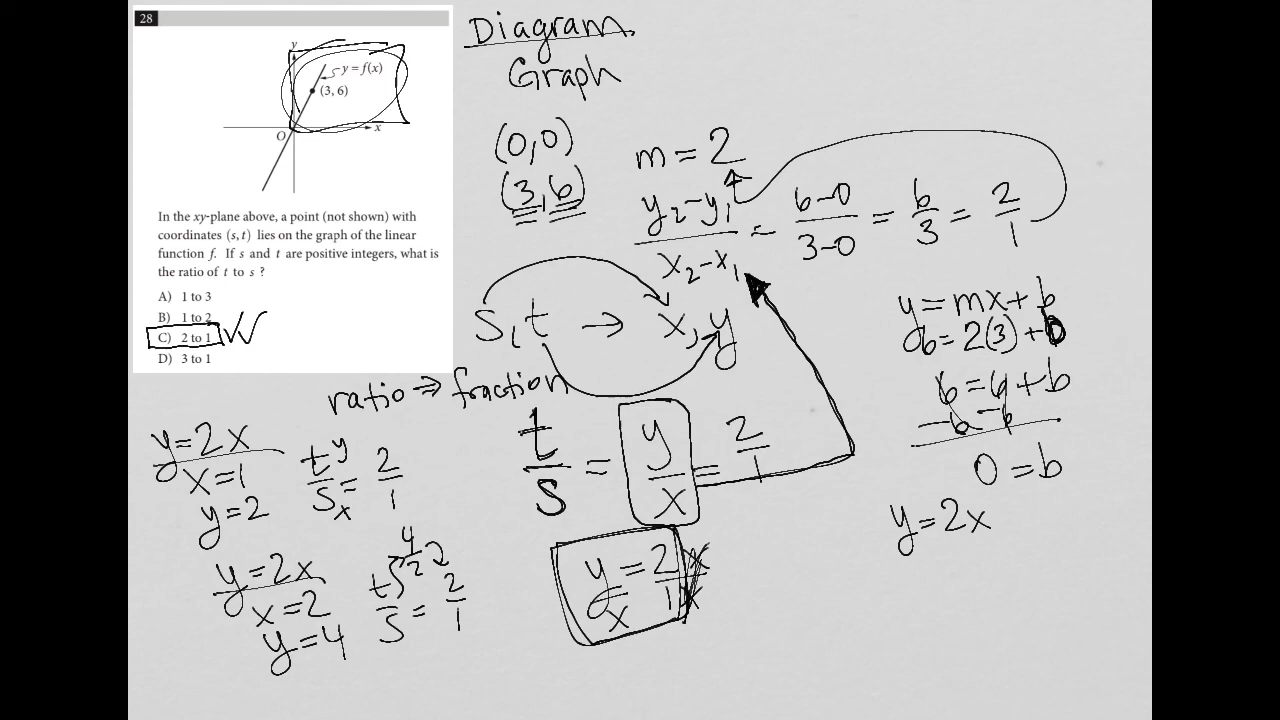 28
y
y = f(x)
(3, 6)
O
x
In the xy-plane above, a point (not shown) with
coordinates (s, t) lies on the graph of the linear
function f. If s and t are positive integers, what is
the ratio of t to s ?
A) 1 to 3
B) 1 to 2
C) 2 to 1
D) 3 to 1
Diagram
Graph
(0,0)
(3,6)
m = 2
y₂-y₁/x₂-x₁ = 6-0/3-0 = 6/3 = 2/1
s,t → x,y
ratio ⇒ fraction
t/s = y/x = 2/1
y/x = 2x/1x
y = mx + b
6 = 2(3) + b
6 = 6 + b
-6 -6
0 = b
y = 2x
y = 2x
x = 1
y = 2
t/s y/x = 2/1
y = 2x
x = 2
y = 4
4/2
t/s = 2/1